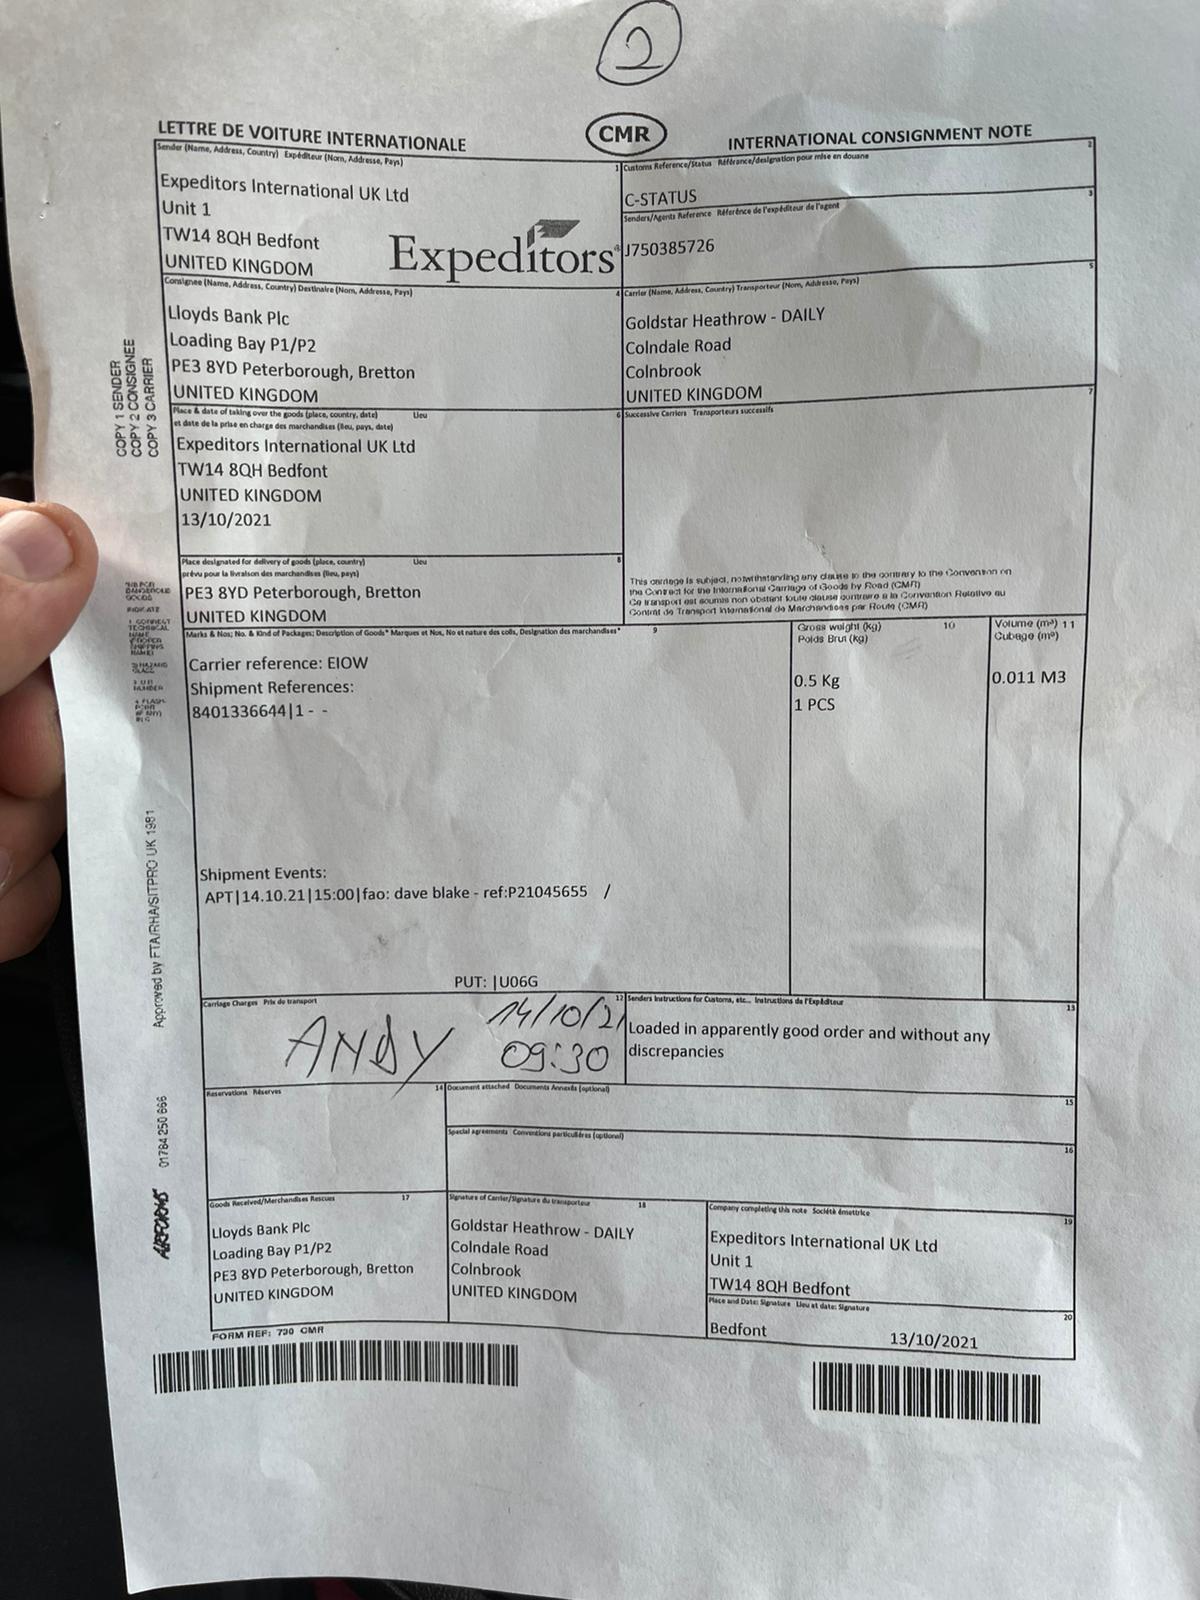 2
LETTRE DE VOITURE INTERNATIONALE
CMR
INTERNATIONAL CONSIGNMENT NOTE
Sender (Name, Address, Country) Expéditeur (Nom, Addresse, Pays)
1
Expeditors International UK Ltd
Unit 1
TW14 8QH Bedfont
UNITED KINGDOM
Expeditors
Customs Reference/Status Référance/designation pour mise en douane
2
C-STATUS
Senders/Agents Reference Référence de l'expéditeur de l'agent
3
J750385726
Consignee (Name, Address, Country) Destinaire (Nom, Addresse, Pays)
4
Lloyds Bank Plc
Loading Bay P1/P2
PE3 8YD Peterborough, Bretton
UNITED KINGDOM
Carrier (Name, Address, Country) Transporteur (Nom, Addresse, Pays)
5
Goldstar Heathrow - DAILY
Colndale Road
Colnbrook
UNITED KINGDOM
COPY 1 SENDER
COPY 2 CONSIGNEE
COPY 3 CARRIER
Place & date of taking over the goods (place, country, date) Lieu
et date de la prise en charge des marchandises (lieu, pays, date)
6
Expeditors International UK Ltd
TW14 8QH Bedfont
UNITED KINGDOM
13/10/2021
Successive Carriers Transporteurs successifs
7
Place designated for delivery of goods (place, country) Lieu
prévu pour la livraison des marchandises (lieu, pays)
8
PE3 8YD Peterborough, Bretton
UNITED KINGDOM
This carriage is subject, notwithstanding any clause to the contrary to the Convention on
the Contract for the International Carriage of Goods by Road (CMR)
Ce transport est soumis non obstant toute clause contraire a la Convention Relative au
Contrat de Transport International de Marchandises par Route (CMR)
Marks & Nos; No. & Kind of Packages; Description of Goods* Marques et Nos, No et nature des colis, Designation des marchandises*
9
Carrier reference: EIOW
Shipment References:
8401336644|1 - -
Gross weight (kg) 10
Poids Brut (kg)
0.5 Kg
1 PCS
Volume (m³) 11
Cubage (m³)
0.011 M3
Shipment Events:
APT|14.10.21|15:00|fao: dave blake - ref:P21045655 /
PUT: |U06G
Approved by FTA/RHA/SITPRO UK 1981
Carriage Charges Prix de transport
12
ANDY
14/10/21
09:30
Senders Instructions for Customs, etc... Instructions de l'Expéditeur
13
Loaded in apparently good order and without any
discrepancies
Reservations Réserves
14
Document attached Documents Annexés (optional)
15
Special agreements Conventions particulières (optional)
16
AIRFORMS 01784 250 666
Goods Received/Merchandises Rescues
17
Lloyds Bank Plc
Loading Bay P1/P2
PE3 8YD Peterborough, Bretton
UNITED KINGDOM
Signature of Carrier/Signature du transporteur
18
Goldstar Heathrow - DAILY
Colndale Road
Colnbrook
UNITED KINGDOM
Company completing this note Société émettrice
19
Expeditors International UK Ltd
Unit 1
TW14 8QH Bedfont
Place and Date: Signature Lieu et date: Signature
20
Bedfont 13/10/2021
FORM REF: 730 CMR